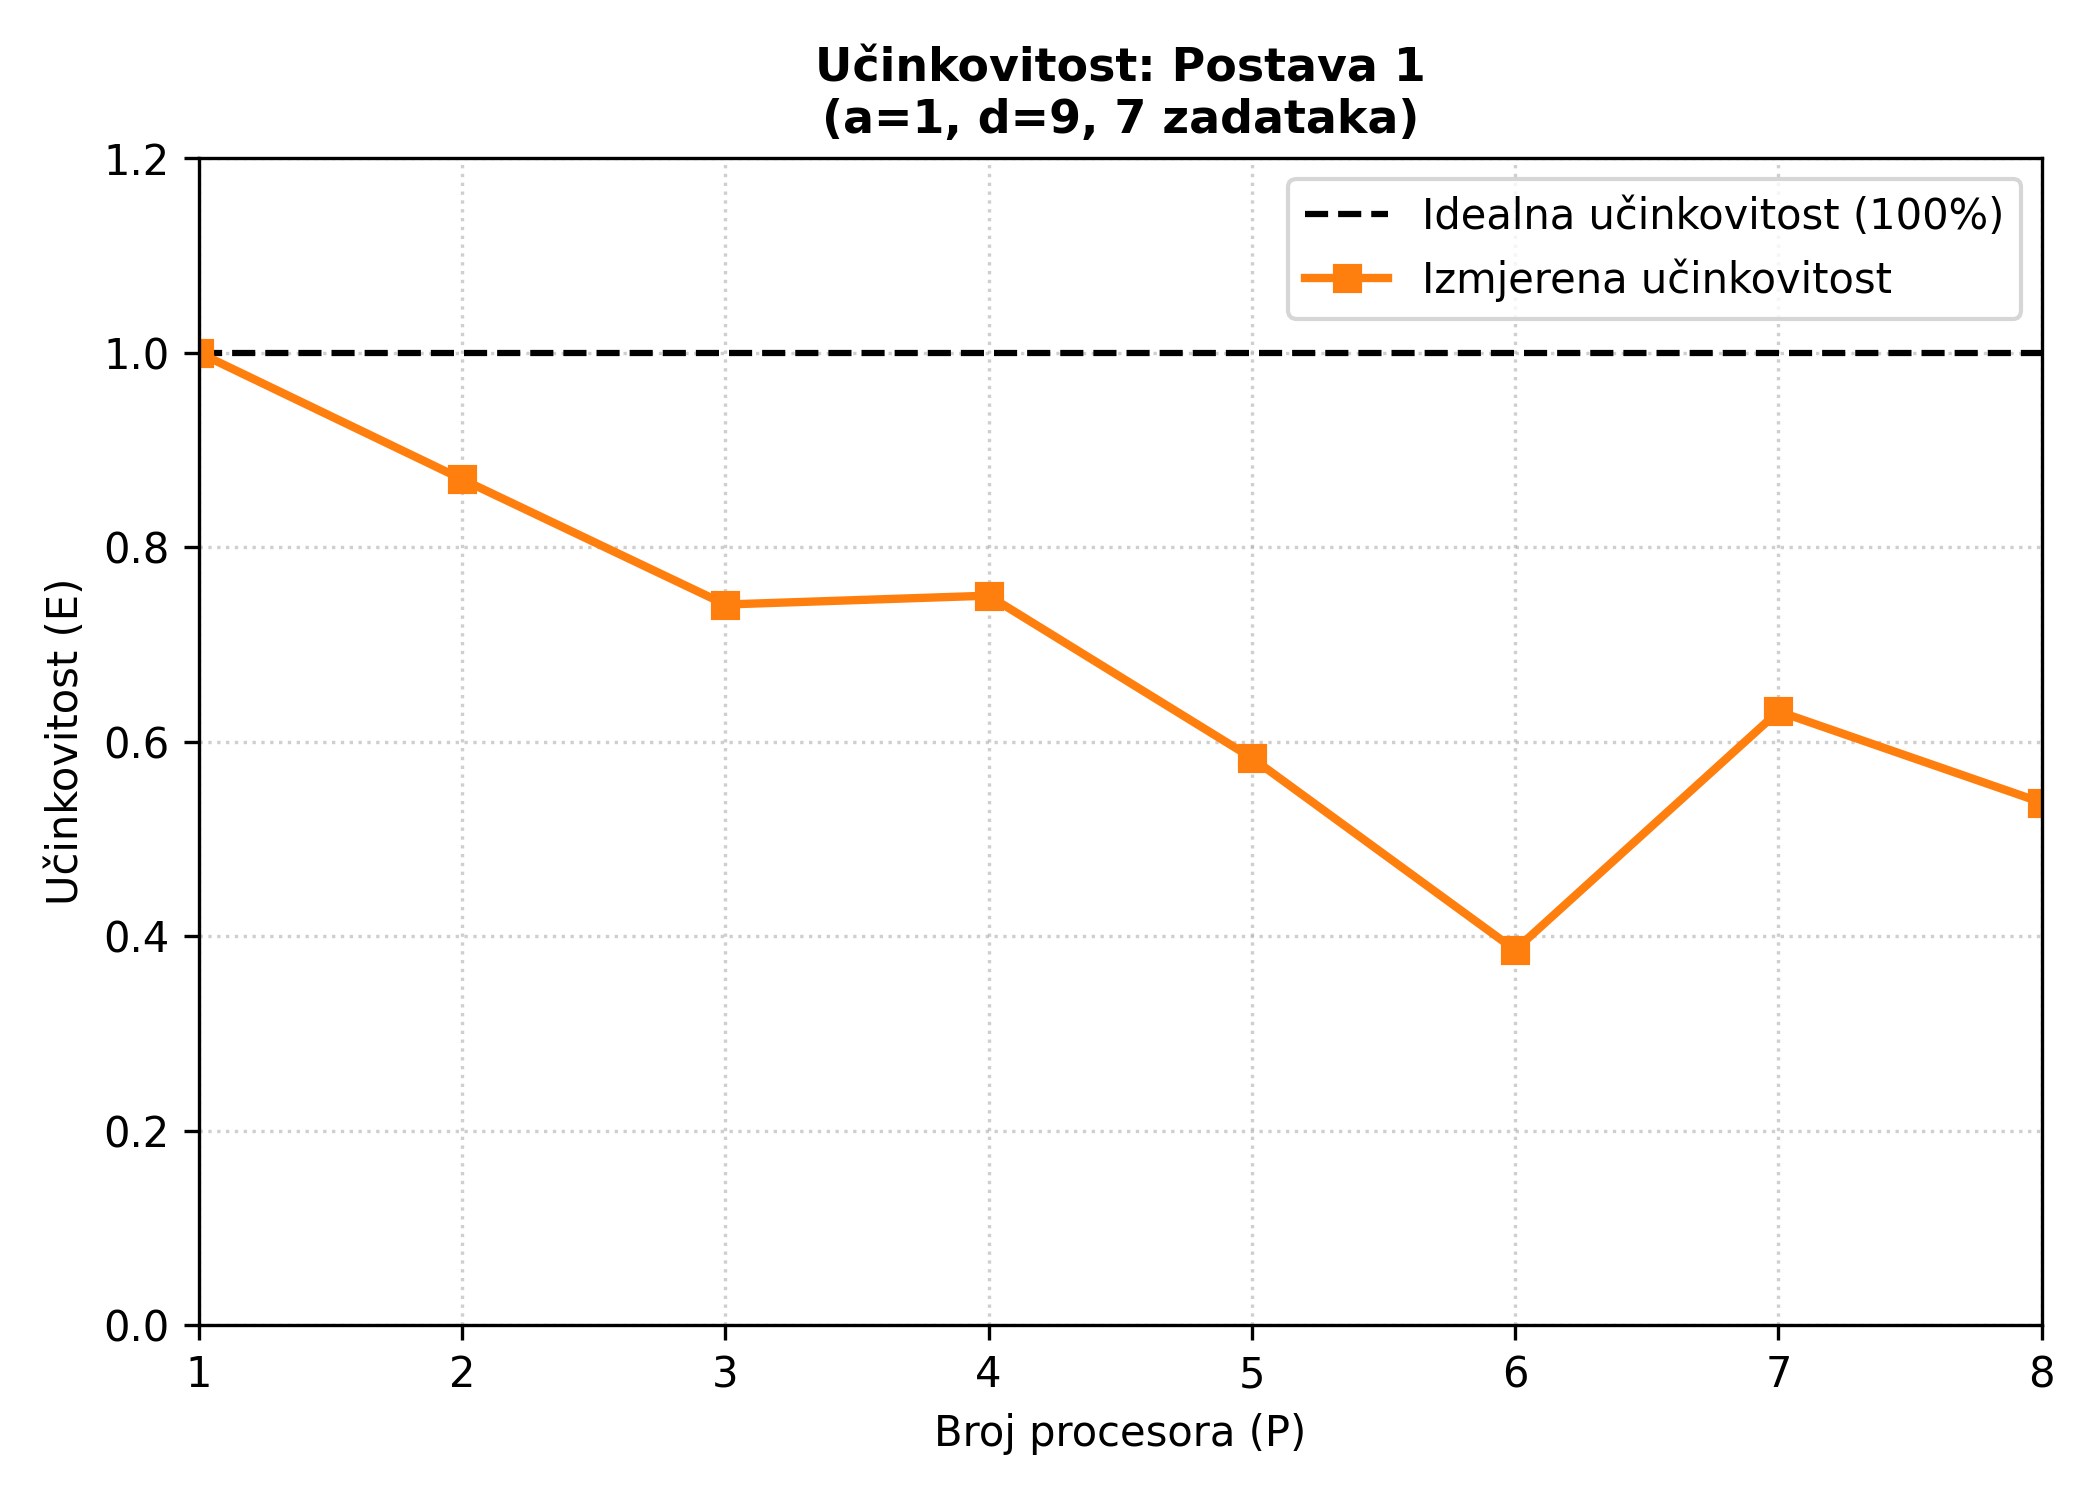 Učinkovitost: Postava 1
(a=1, d=9, 7 zadataka)
Idealna učinkovitost (100%)
Izmjerena učinkovitost
Učinkovitost (E)
1.2
1.0
0.8
0.6
0.4
0.2
0.0
1 2 3 4 5 6 7 8
Broj procesora (P)